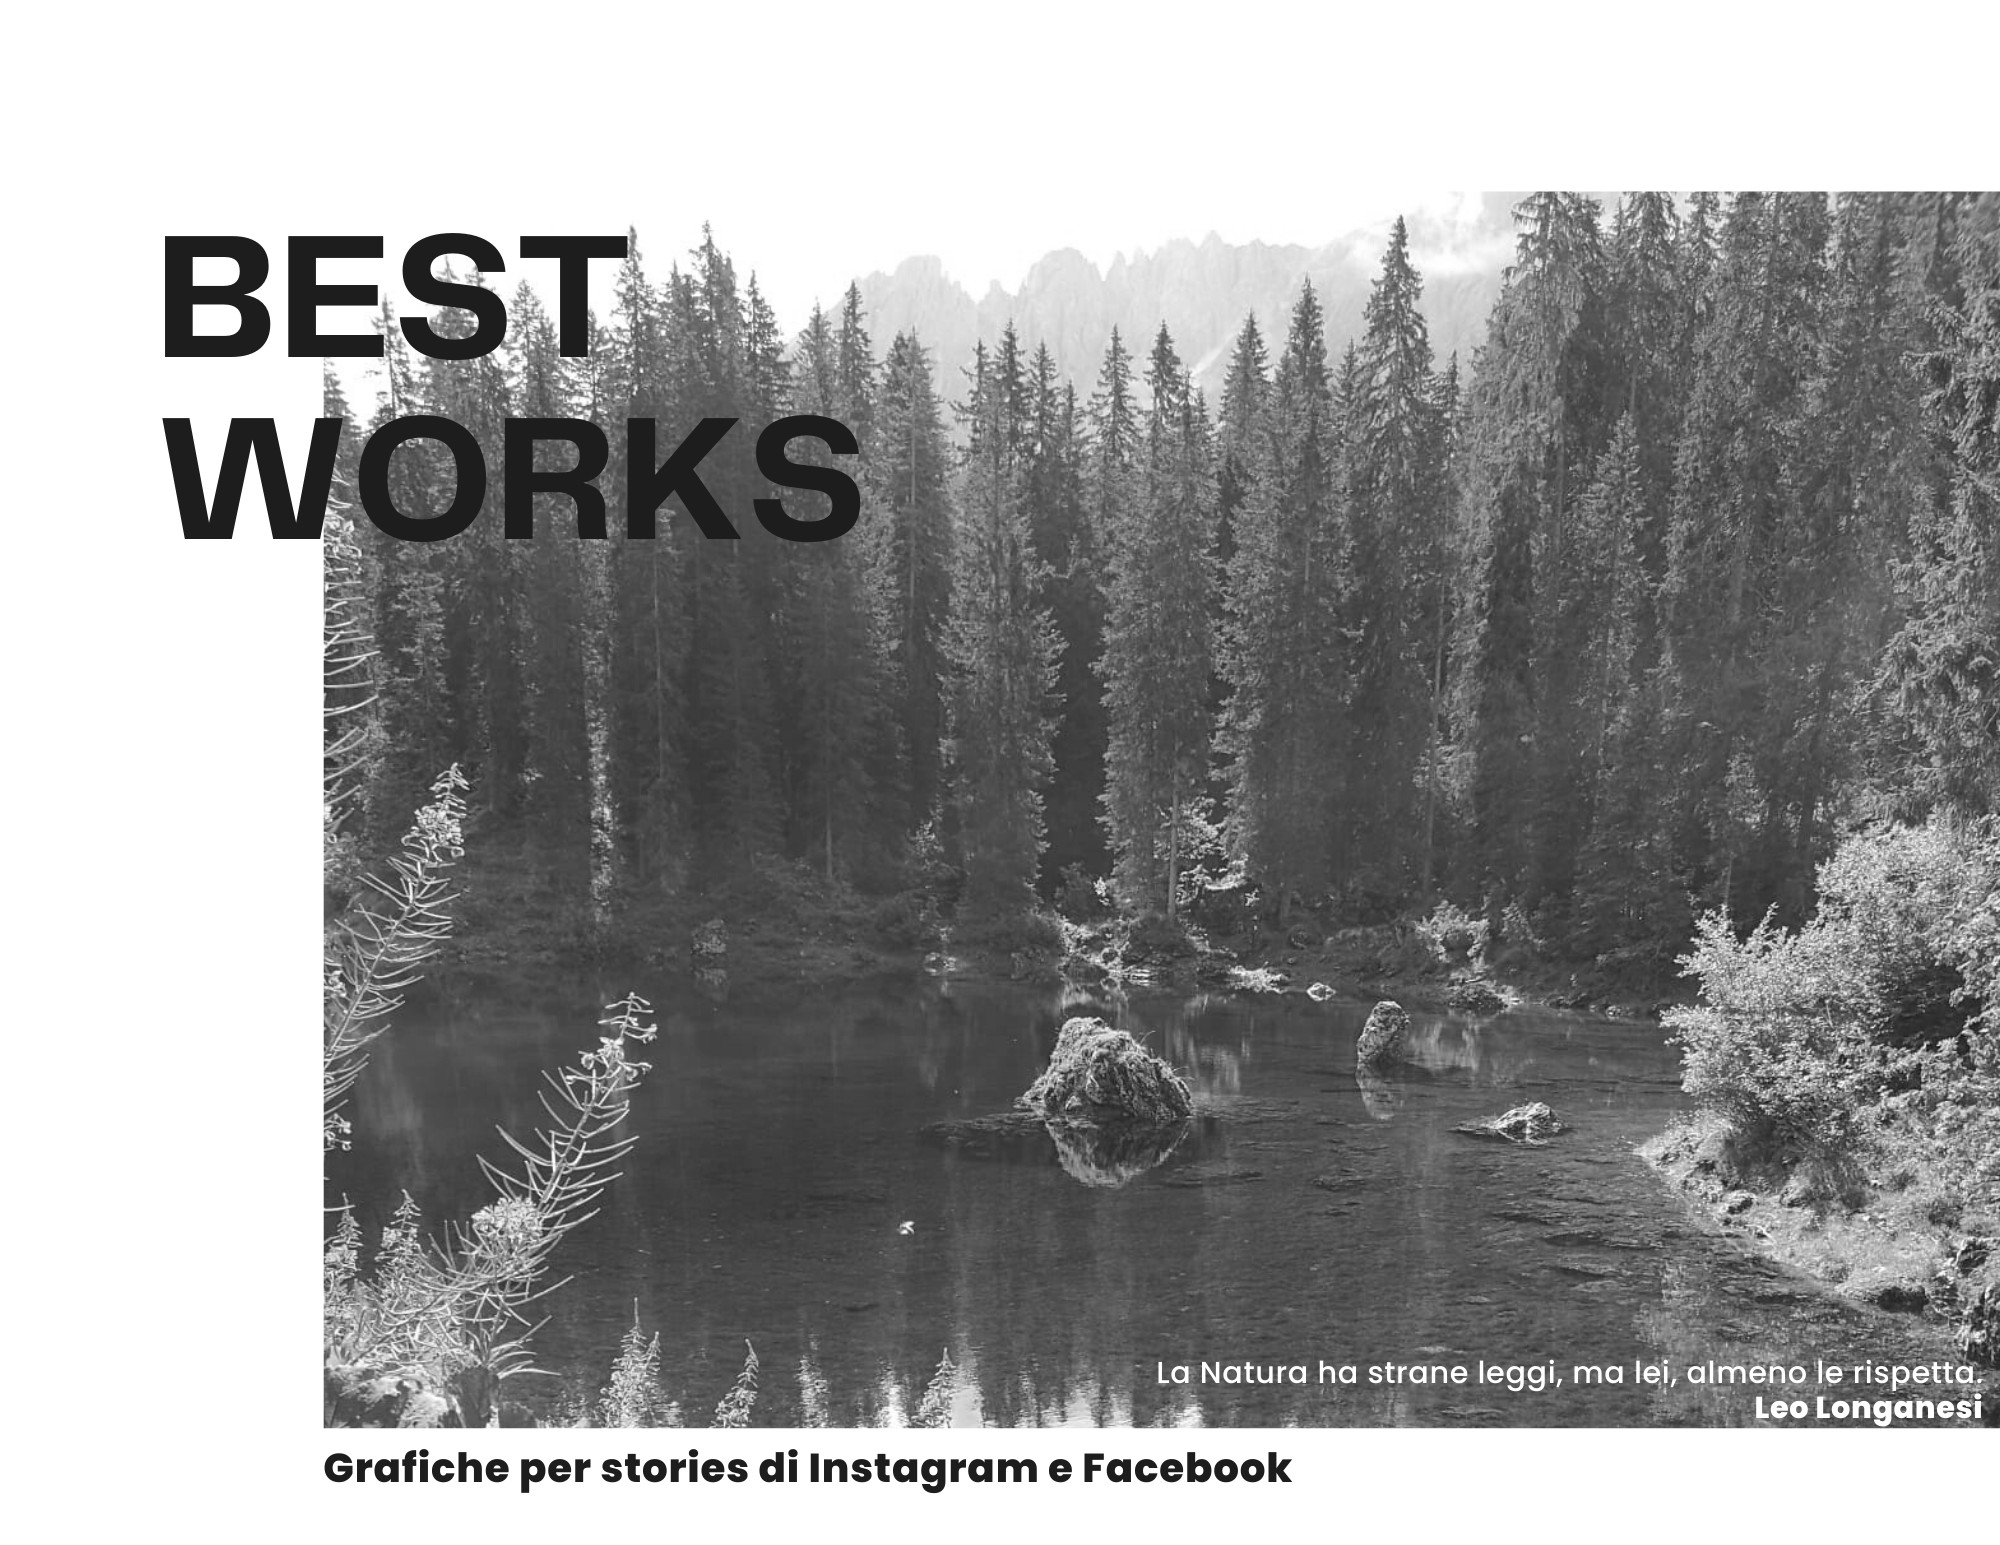 BEST
WORKS
La Natura ha strane leggi, ma lei, almeno le rispetta.
Leo Longanesi
Grafiche per stories di Instagram e Facebook